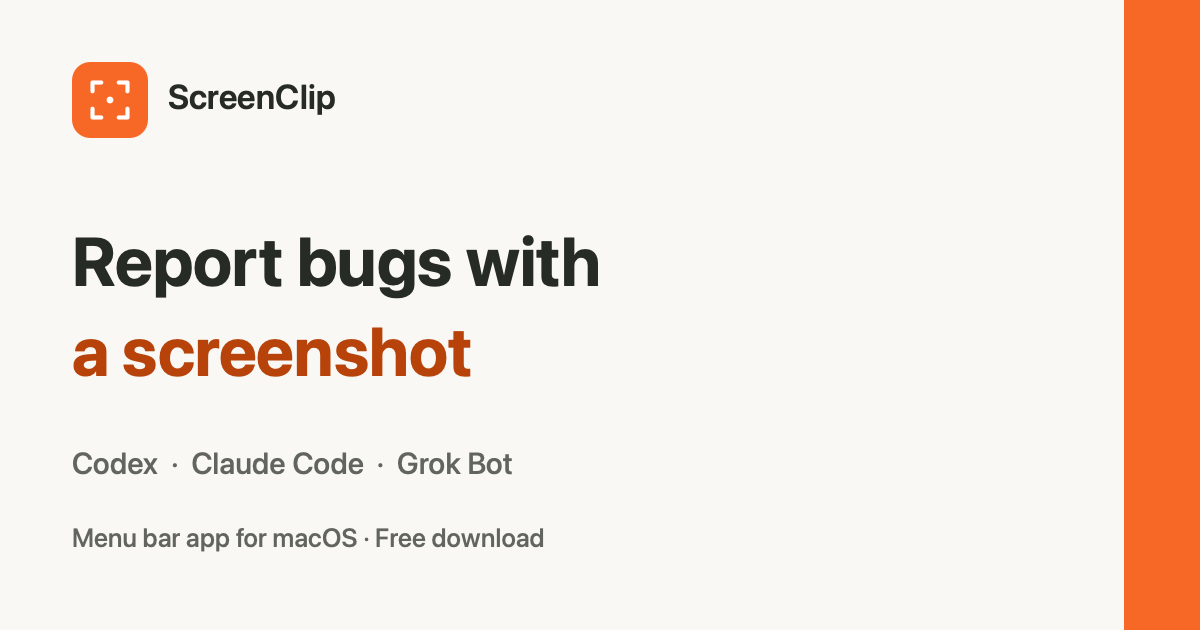 ScreenClip
Report bugs with
a screenshot
Codex · Claude Code · Grok Bot
Menu bar app for macOS · Free download